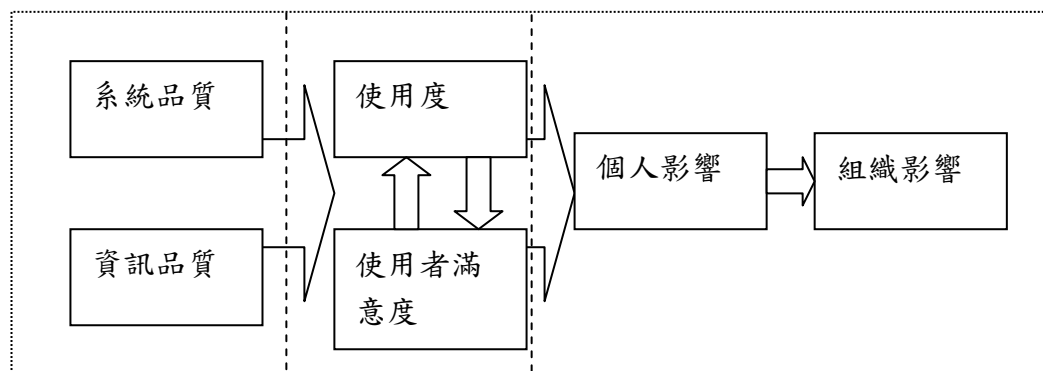 系統品質
資訊品質
使用度
使用者滿
意度
個人影響
組織影響